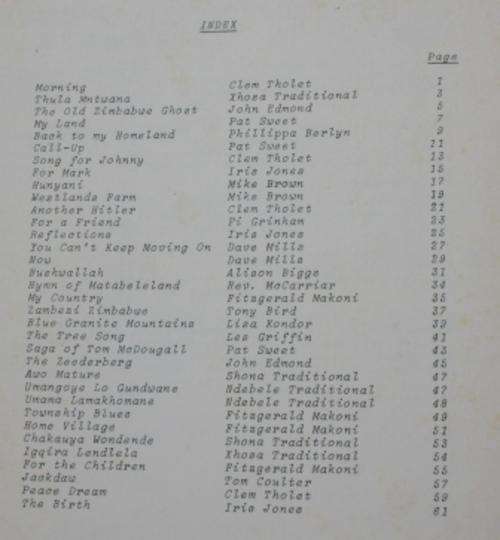 INDEX
Page
Morning Clem Tholet 1
Thula Mntwana Xhosa Traditional 3
The Old Zimbabwe Ghost John Edmond 5
My Land Pat Sweet 7
Back to my Homeland Phillippa Berlyn 9
Call-Up Pat Sweet 11
Song for Johnny Clem Tholet 13
For Mark Iris Jones 15
Hunyani Mike Brown 17
Westlands Farm Mike Brown 19
Another Hitler Clem Tholet 21
For a Friend Pi Grinham 23
Reflections Iris Jones 25
You Can't Keep Moving On Dave Mills 27
Now Dave Mills 29
Bushwallah Alison Biggs 31
Hymn of Matabeleland Rev. McCarriar 34
My Country Fitzgerald Makoni 35
Zambezi Zimbabwe Tony Bird 37
Blue Granite Mountains Lisa Kondor 39
The Tree Song Les Griffin 41
Saga of Tom McDougall Pat Sweet 43
The Zeederberg John Edmond 45
Awo Mature Shona Traditional 47
Umangoye Lo Gundwane Ndebele Traditional 47
Umama Lamakhomane Ndebele Traditional 48
Township Blues Fitzgerald Makoni 49
Home Village Fitzgerald Makoni 51
Chakauya Wondende Shona Traditional 53
Igqira Lendlela Xhosa Traditional 54
For the Children Fitzgerald Makoni 55
Jackdaw Tom Coulter 57
Peace Dream Clem Tholet 59
The Birth Iris Jones 61